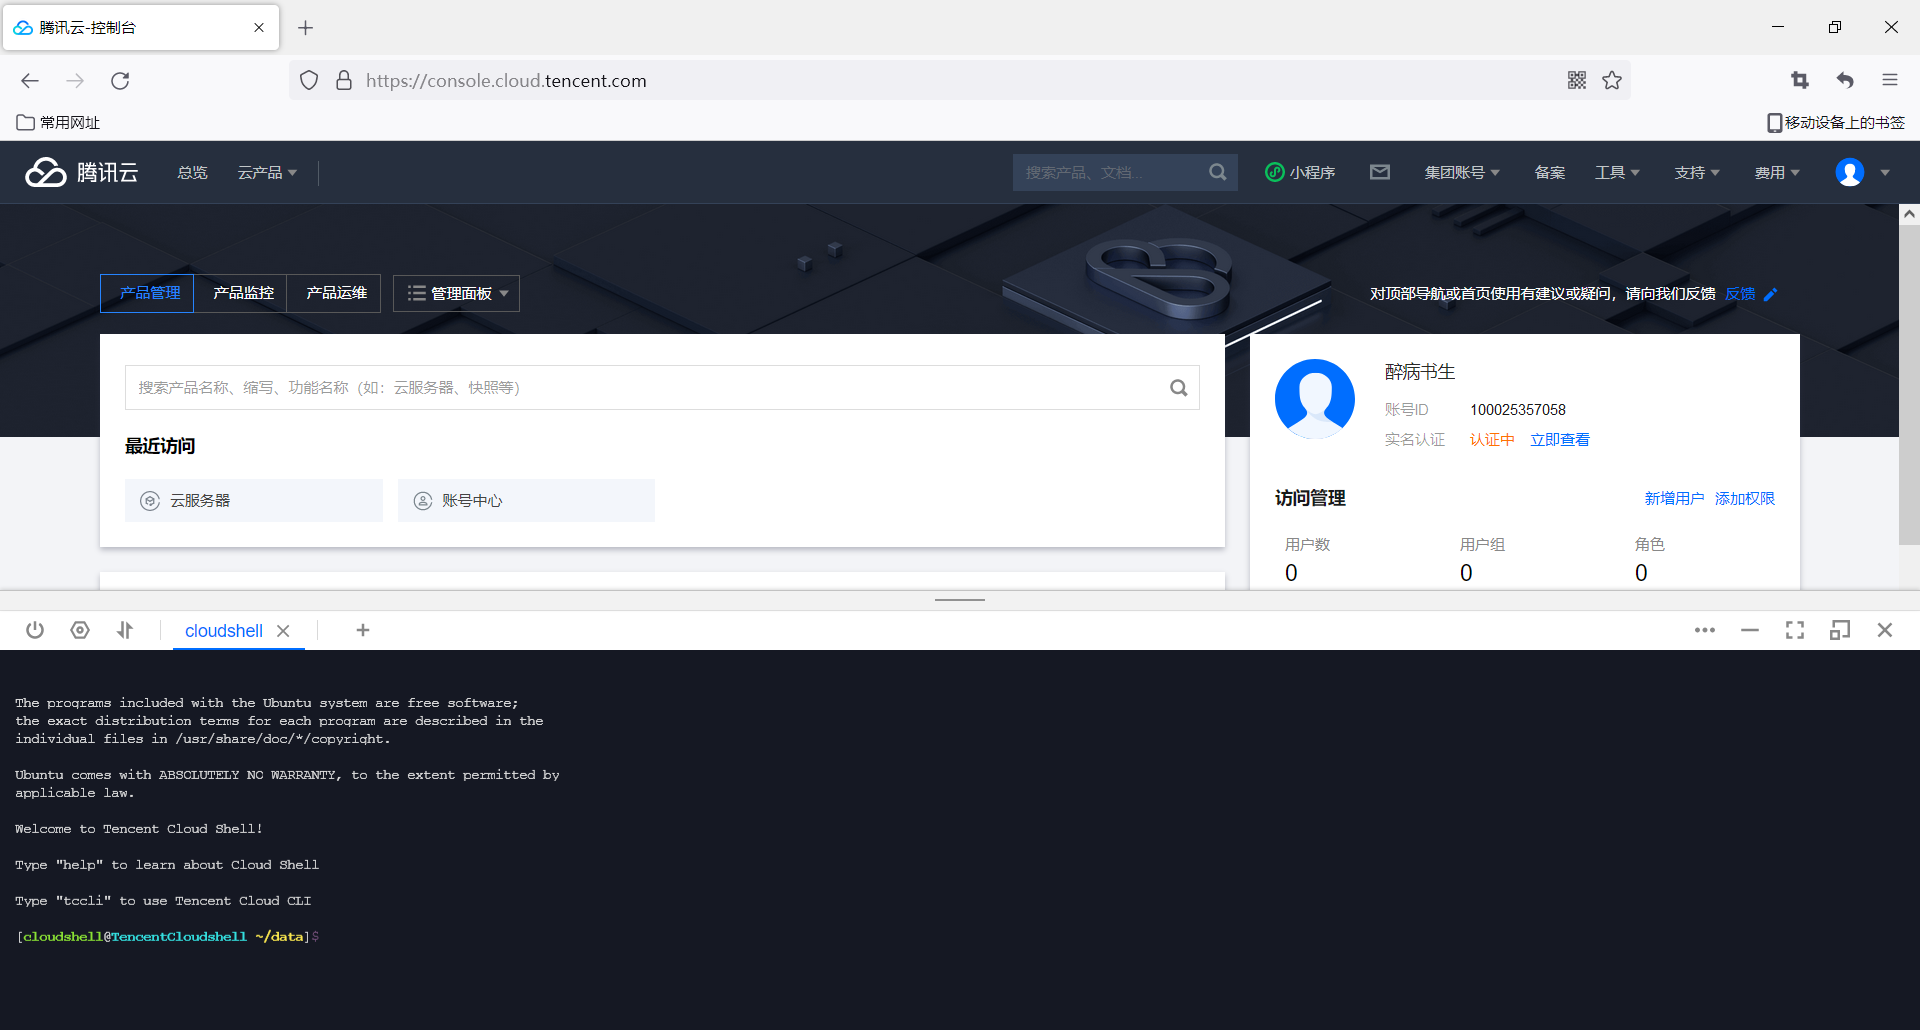 腾讯云-控制台
https://console.cloud.tencent.com
常用网址
移动设备上的书签
腾讯云
总览
云产品
搜索产品、文档...
小程序
集团账号
备案
工具
支持
费用
产品管理
产品监控
产品运维
管理面板
对顶部导航或首页使用有建议或疑问，请向我们反馈 反馈
搜索产品名称、缩写、功能名称（如：云服务器、快照等）
最近访问
云服务器
账号中心
醉病书生
账号ID 100025357058
实名认证 认证中 立即查看
访问管理 新增用户 添加权限
用户数 用户组 角色
0 0 0
cloudshell
The programs included with the Ubuntu system are free software;
the exact distribution terms for each program are described in the
individual files in /usr/share/doc/*/copyright.
Ubuntu comes with ABSOLUTELY NO WARRANTY, to the extent permitted by
applicable law.
Welcome to Tencent Cloud Shell!
Type "help" to learn about Cloud Shell
Type "tccli" to use Tencent Cloud CLI
[cloudshell@TencentCloudshell ~/data]$